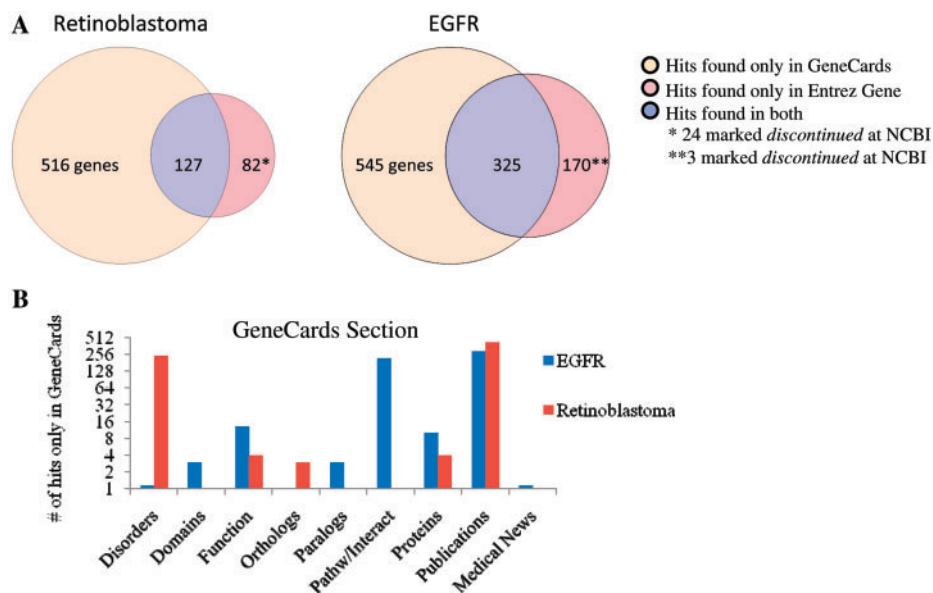 A
Retinoblastoma
EGFR
516 genes
127
82*
545 genes
325
170**
Hits found only in GeneCards
Hits found only in Entrez Gene
Hits found in both
* 24 marked discontinued at NCBI
**3 marked discontinued at NCBI
B
GeneCards Section
# of hits only in GeneCards
512
256
128
64
32
16
8
4
2
1
EGFR
Retinoblastoma
Disorders
Domains
Function
Orthologs
Paralogs
Pathw/Interact
Proteins
Publications
Medical News